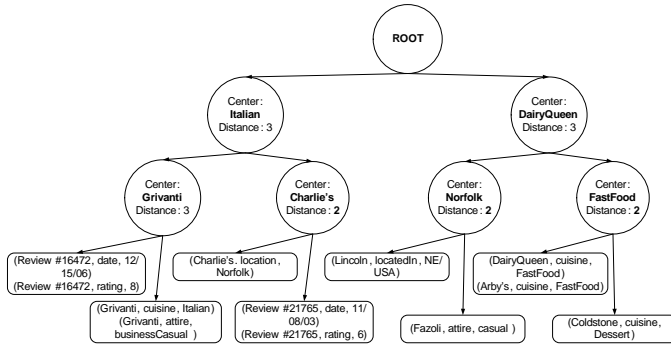 ROOT
Center:
Italian
Distance: 3
Center:
DairyQueen
Distance: 3
Center:
Grivanti
Distance: 3
Center:
Charlie's
Distance: 2
Center:
Norfolk
Distance: 2
Center:
FastFood
Distance: 2
(Review #16472, date, 12/
15/06)
(Review #16472, rating, 8)
(Charlie's. location,
Norfolk)
(Lincoln, locatedIn, NE/
USA)
(DairyQueen, cuisine,
FastFood)
(Arby's, cuisine, FastFood)
(Grivanti, cuisine, Italian)
(Grivanti, attire,
businessCasual )
(Review #21765, date, 11/
08/03)
(Review #21765, rating, 6)
(Fazoli, attire, casual )
(Coldstone, cuisine,
Dessert)